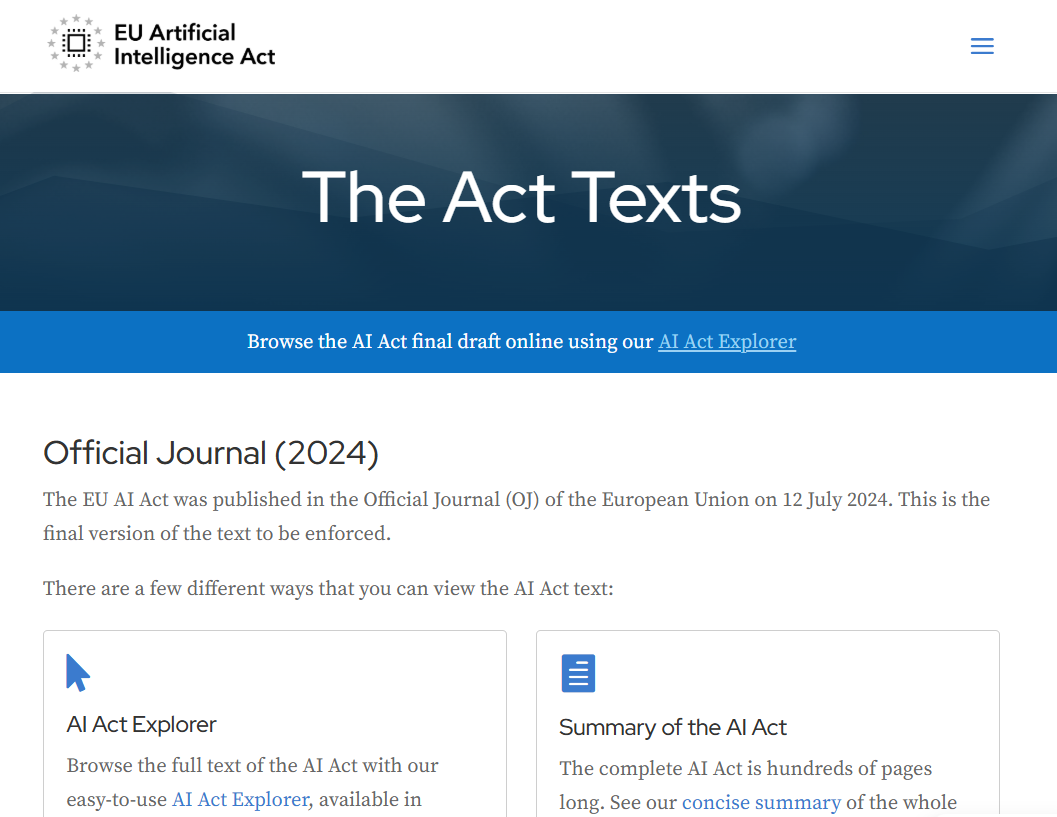 EU Artificial
Intelligence Act
The Act Texts
Browse the AI Act final draft online using our AI Act Explorer
Official Journal (2024)
The EU AI Act was published in the Official Journal (OJ) of the European Union on 12 July 2024. This is the
final version of the text to be enforced.
There are a few different ways that you can view the AI Act text:
AI Act Explorer
Browse the full text of the AI Act with our
easy-to-use AI Act Explorer, available in
Summary of the AI Act
The complete AI Act is hundreds of pages
long. See our concise summary of the whole